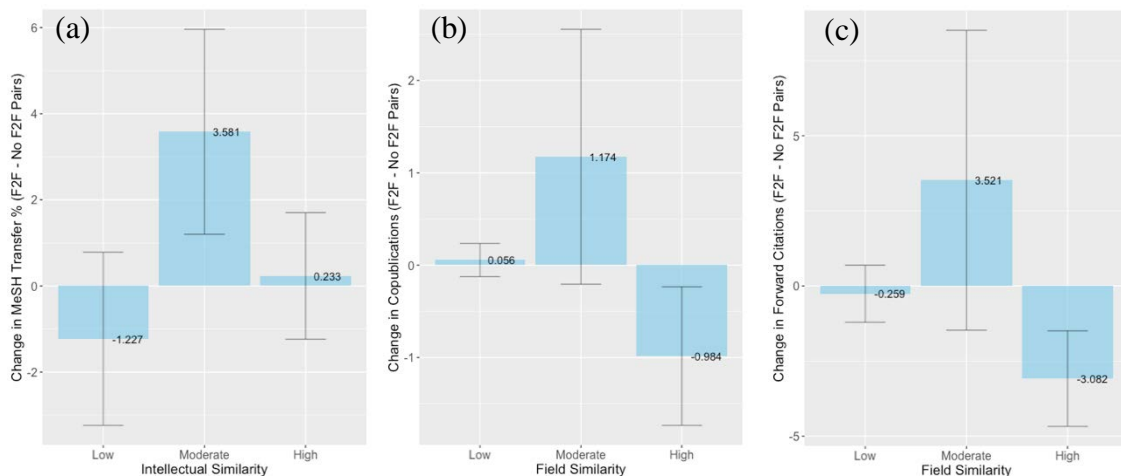 (a)
Change in MeSH Transfer % (F2F - No F2F Pairs)
6
4
2
0
-2
3.581
0.233
-1.227
Low
Moderate
High
Intellectual Similarity
(b)
Change in Copublications (F2F - No F2F Pairs)
2
1
0
-1
1.174
0.056
-0.984
Low
Moderate
High
Field Similarity
(c)
Change in Forward Citations (F2F - No F2F Pairs)
5
0
-5
3.521
-0.259
-3.082
Low
Moderate
High
Field Similarity